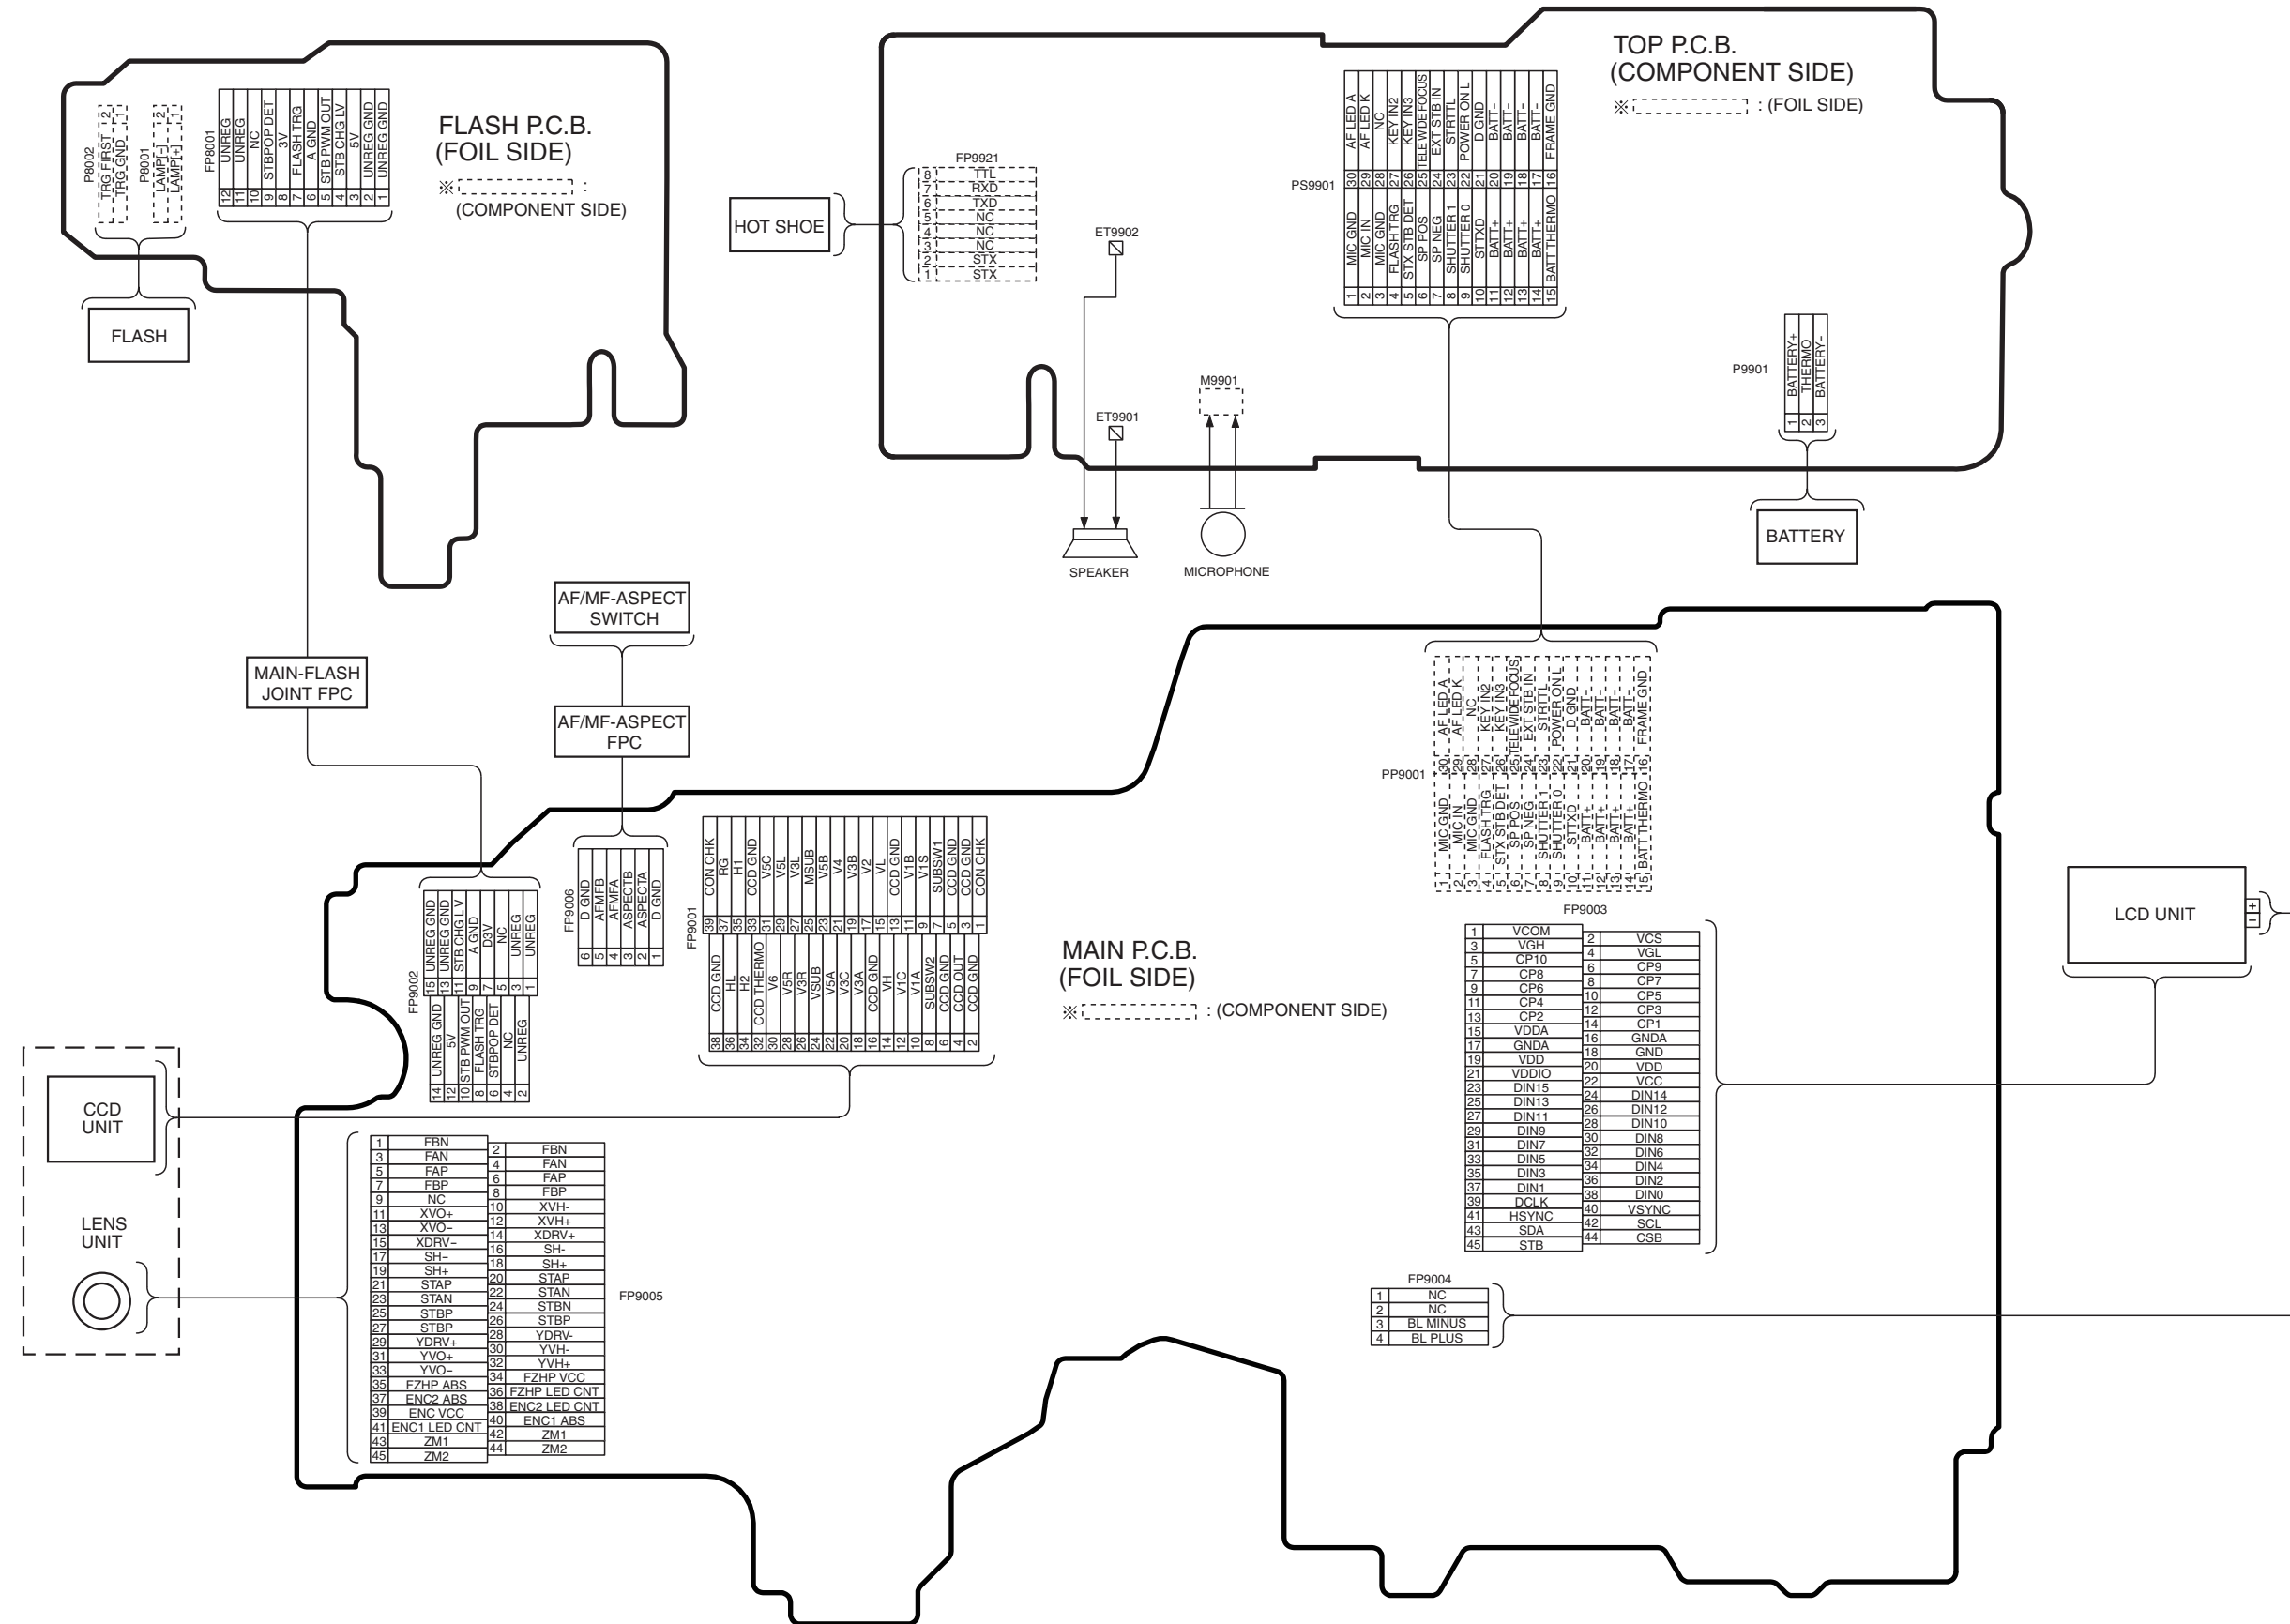 FLASH P.C.B.
(FOIL SIDE)
※ :
(COMPONENT SIDE)
P8002
2 TRG FIRST
1 TRG GND
P8001
2 LAMP[-]
1 LAMP[+]
FP8001
12 UNREG
11 UNREG
10 NC
9 STBPOP DET
8 3V
7 FLASH TRG
6 A GND
5 STB PWM OUT
4 STB CHG LV
3 5V
2 UNREG GND
1 UNREG GND
FLASH
TOP P.C.B.
(COMPONENT SIDE)
※ : (FOIL SIDE)
HOT SHOE
FP9921
8 TTL
7 RXD
6 TXD
5 NC
4 NC
3 NC
2 STX
1 STX
ET9902
ET9901
M9901
SPEAKER
MICROPHONE
PS9901
30 AF LED A
29 AF LED K
28 NC
27 KEY IN2
26 KEY IN3
25 TELE WIDE FOCUS
24 EXT STB IN
23 STRTTL
22 POWER ON L
21 D GND
20 BATT-
19 BATT-
18 BATT-
17 BATT-
16 FRAME GND
1 MIC GND
2 MIC IN
3 MIC GND
4 FLASH TRG
5 STX STB DET
6 SP POS
7 SP NEG
8 SHUTTER 1
9 SHUTTER 0
10 STTXD
11 BATT+
12 BATT+
13 BATT+
14 BATT+
15 BATT THERMO
P9901
1 BATTERY+
2 THERMO
3 BATTERY-
BATTERY
MAIN-FLASH
JOINT FPC
AF/MF-ASPECT
SWITCH
AF/MF-ASPECT
FPC
MAIN P.C.B.
(FOIL SIDE)
※ : (COMPONENT SIDE)
FP9002
15 UNREG GND
13 UNREG GND
11 STB CHG LV
9 A GND
7 D3V
5 NC
3 UNREG
1 UNREG
14 UNREG GND
12 5V
10 STB PWM OUT
8 FLASH TRG
6 STBPOP DET
4 NC
2 UNREG
FP9006
6 D GND
5 AFMFB
4 AFMFA
3 ASPECTB
2 ASPECTA
1 D GND
FP9001
39 CON CHK
37 RG
35 H1
33 CCD GND
31 V5C
29 V5L
27 V3L
25 MSUB
23 V5B
21 V4
19 V3B
17 V2
15 VL
13 CCD GND
11 V1B
9 V1S
7 SUBSW1
5 CCD GND
3 CCD GND
1 CON CHK
38 CCD GND
36 HL
34 H2
32 CCD THERMO
30 V6
28 V5R
26 V3R
24 VSUB
22 V5A
20 V3C
18 V3A
16 CCD GND
14 VH
12 V1C
10 V1A
8 SUBSW2
6 CCD GND
4 CCD OUT
2 CCD GND
PP9001
30 AF LED A
29 AF LED K
28 NC
27 KEY IN2
26 KEY IN3
25 TELE WIDE FOCUS
24 EXT STB IN
23 STRTTL
22 POWER ON L
21 D GND
20 BATT-
19 BATT-
18 BATT-
17 BATT-
16 FRAME GND
1 MIC GND
2 MIC IN
3 MIC GND
4 FLASH TRG
5 STX STB DET
6 SP POS
7 SP NEG
8 SHUTTER 1
9 SHUTTER 0
10 STTXD
11 BATT+
12 BATT+
13 BATT+
14 BATT+
15 BATT THERMO
CCD
UNIT
LENS
UNIT
FP9005
1 FBN
2 FBN
3 FAN
4 FAN
5 FAP
6 FAP
7 FBP
8 FBP
9 NC
10 XVH-
11 XVO+
12 XVH+
13 XVO-
14 XDRV+
15 XDRV-
16 SH-
17 SH-
18 SH+
19 SH+
20 STAP
21 STAP
22 STAN
23 STAN
24 STBN
25 STBP
26 STBP
27 STBP
28 YDRV-
29 YDRV+
30 YVH-
31 YVO+
32 YVH+
33 YVO-
34 FZHP VCC
35 FZHP ABS
36 FZHP LED CNT
37 ENC2 ABS
38 ENC2 LED CNT
39 ENC VCC
40 ENC1 ABS
41 ENC1 LED CNT
42 ZM1
43 ZM1
44 ZM2
45 ZM2
FP9003
1 VCOM
2 VCS
3 VGH
4 VGL
5 CP10
6 CP9
7 CP8
8 CP7
9 CP6
10 CP5
11 CP4
12 CP3
13 CP2
14 CP1
15 VDDA
16 GNDA
17 GNDA
18 GND
19 VDD
20 VDD
21 VDDIO
22 VCC
23 DIN15
24 DIN14
25 DIN13
26 DIN12
27 DIN11
28 DIN10
29 DIN9
30 DIN8
31 DIN7
32 DIN6
33 DIN5
34 DIN4
35 DIN3
36 DIN2
37 DIN1
38 DIN0
39 DCLK
40 VSYNC
41 HSYNC
42 SCL
43 SDA
44 CSB
45 STB
FP9004
1 NC
2 NC
3 BL MINUS
4 BL PLUS
LCD UNIT
+
-